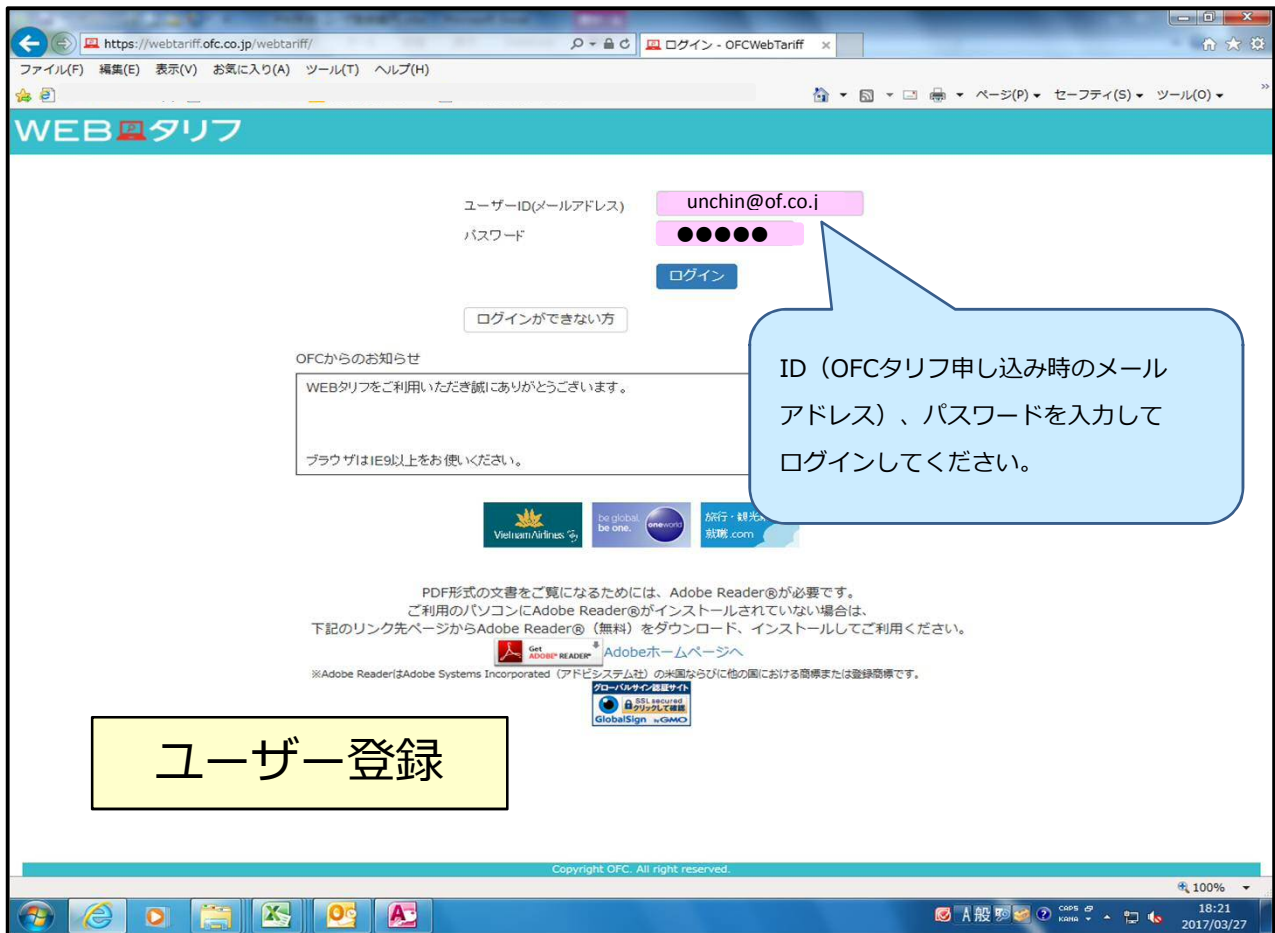 https://webtariff.ofc.co.jp/webtariff/
ログイン - OFCWebTariff
ファイル(F) 編集(E) 表示(V) お気に入り(A) ツール(T) ヘルプ(H)
ページ(P) セーフティ(S) ツール(O)
WEBタリフ
ユーザーID(メールアドレス) unchin@of.co.j
パスワード ●●●●●
ログイン
ログインができない方
ID（OFCタリフ申し込み時のメール
アドレス）、パスワードを入力して
ログインしてください。
OFCからのお知らせ
WEBタリフをご利用いただき誠にありがとうございます。
ブラウザはIE9以上をお使いください。
Vietnam Airlines
be global.
be one.
oneworld
旅行・観光
就職.com
PDF形式の文書をご覧になるためには、Adobe Reader®が必要です。
ご利用のパソコンにAdobe Reader®がインストールされていない場合は、
下記のリンク先ページからAdobe Reader®（無料）をダウンロード、インストールしてご利用ください。
Get
ADOBE® READER®
Adobeホームページへ
※Adobe ReaderはAdobe Systems Incorporated（アドビシステム社）の米国ならびに他の国における商標または登録商標です。
グローバルサイン認証サイト
SSL secured
クリックして確認
GlobalSign by GMO
ユーザー登録
Copyright OFC. All right reserved.
100%
A 般
CAPS
KANA
18:21
2017/03/27